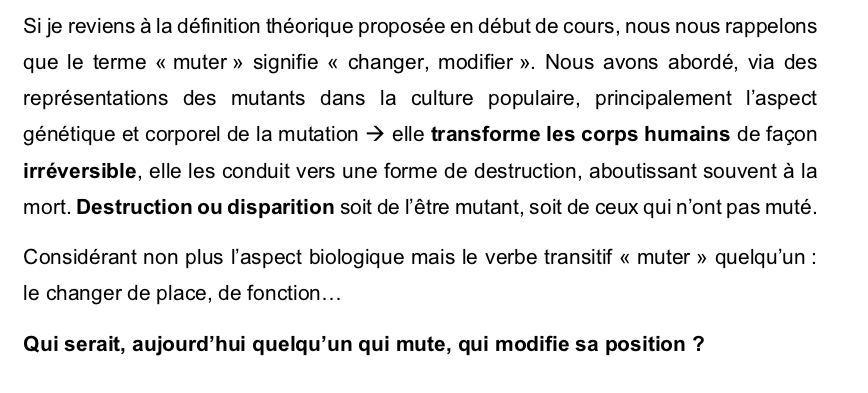 Si je reviens à la définition théorique proposée en début de cours, nous nous rappelons
que le terme « muter » signifie « changer, modifier ». Nous avons abordé, via des
représentations des mutants dans la culture populaire, principalement l’aspect
génétique et corporel de la mutation → elle transforme les corps humains de façon
irréversible, elle les conduit vers une forme de destruction, aboutissant souvent à la
mort. Destruction ou disparition soit de l’être mutant, soit de ceux qui n’ont pas muté.
Considérant non plus l’aspect biologique mais le verbe transitif « muter » quelqu’un :
le changer de place, de fonction…
Qui serait, aujourd’hui quelqu’un qui mute, qui modifie sa position ?